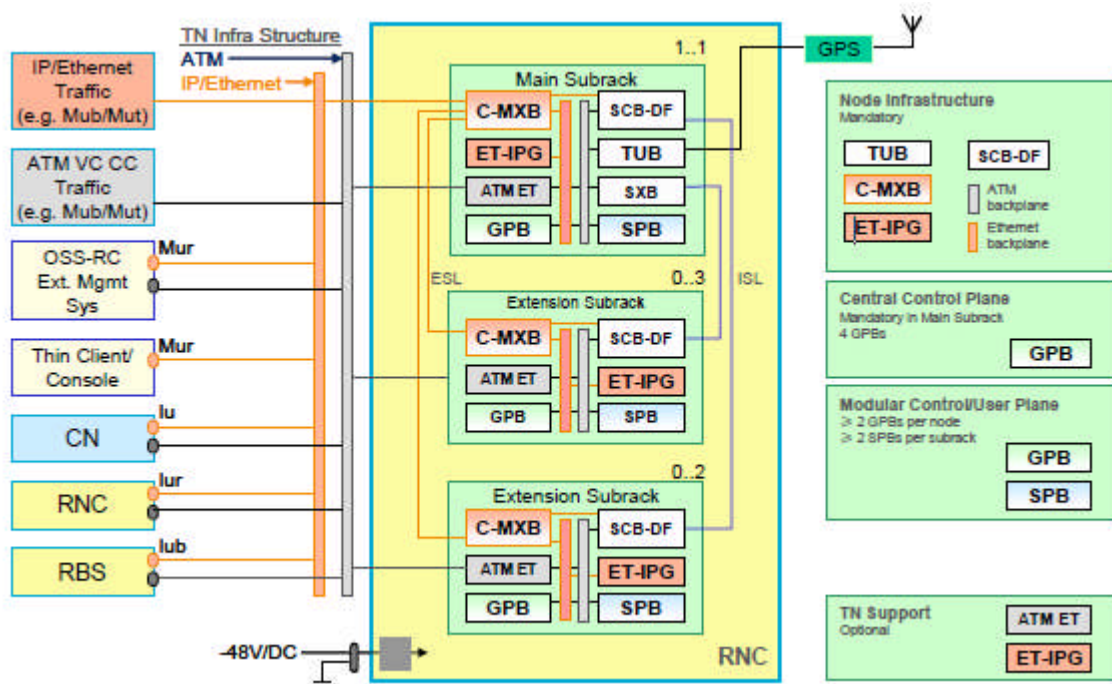 TN Infra Structure
ATM
IP/Ethernet
IP/Ethernet
Traffic
(e.g. Mub/Mut)
ATM VC CC
Traffic
(e.g. Mub/Mut)
OSS-RC
Ext. Mgmt
Sys
Mur
Thin Client/
Console
Mur
CN
Iu
RNC
Iur
RBS
Iub
-48V/DC
1..1
Main Subrack
C-MXB
SCB-DF
ET-IPG
TUB
ATM ET
SXB
GPB
SPB
ESL
0..3
ISL
Extension Subrack
C-MXB
SCB-DF
ATM ET
ET-IPG
GPB
SPB
0..2
Extension Subrack
C-MXB
SCB-DF
ATM ET
ET-IPG
GPB
SPB
RNC
GPS
Node Infrastructure
Mandatory
TUB
SCB-DF
C-MXB
ATM
backplane
ET-IPG
Ethernet
backplane
Central Control Plane
Mandatory in Main Subrack
4 GPBs
GPB
Modular Control/User Plane
≥ 2 GPBs per node
≥ 2 SPBs per subrack
GPB
SPB
TN Support
Optional
ATM ET
ET-IPG